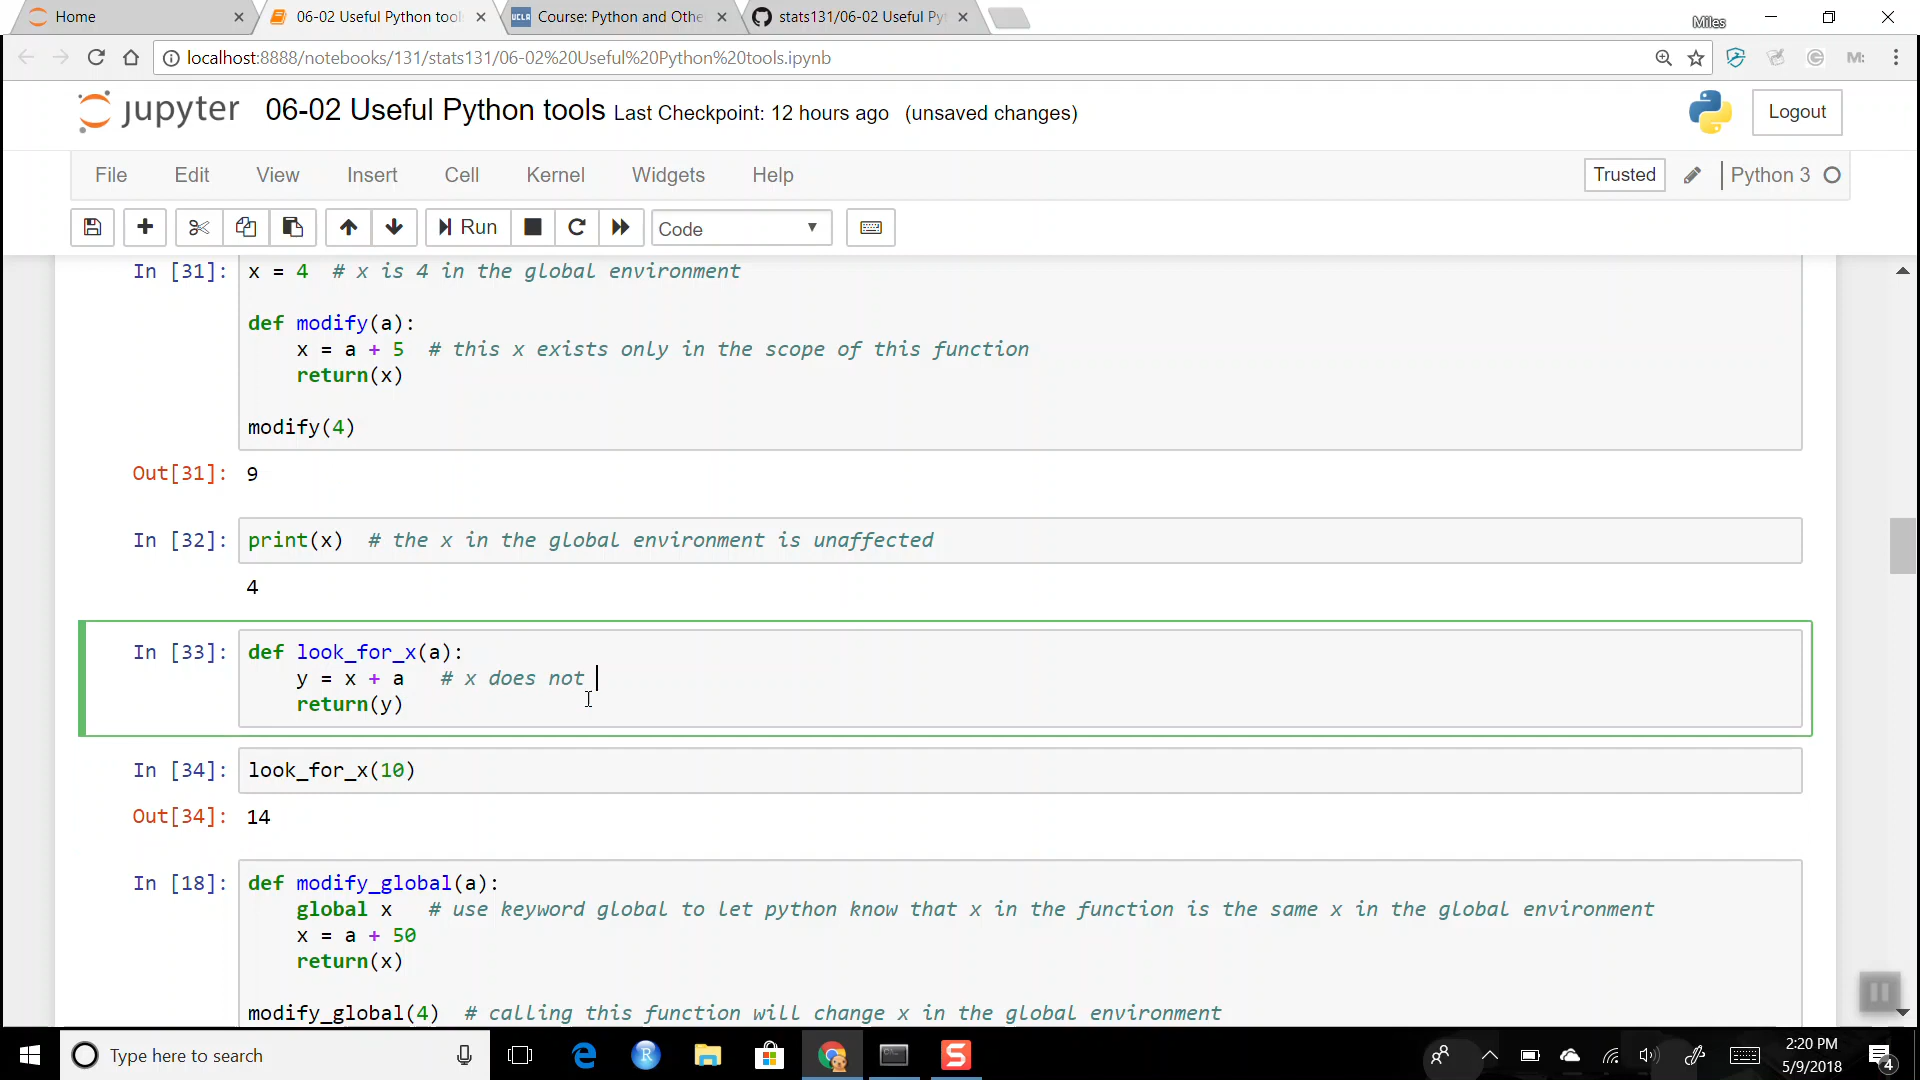 Home
06-02 Useful Python tool
Course: Python and Othe
stats131/06-02 Useful Py
Miles
localhost:8888/notebooks/131/stats131/06-02%20Useful%20Python%20tools.ipynb
M:
jupyter 06-02 Useful Python tools Last Checkpoint: 12 hours ago (unsaved changes)
Logout
File Edit View Insert Cell Kernel Widgets Help
Trusted Python 3
Run Code
In [31]: x = 4 # x is 4 in the global environment
def modify(a):
x = a + 5 # this x exists only in the scope of this function
return(x)
modify(4)
Out[31]: 9
In [32]: print(x) # the x in the global environment is unaffected
4
In [33]: def look_for_x(a):
y = x + a # x does not
return(y)
In [34]: look_for_x(10)
Out[34]: 14
In [18]: def modify_global(a):
global x # use keyword global to let python know that x in the function is the same x in the global environment
x = a + 50
return(x)
modify_global(4) # calling this function will change x in the global environment
Type here to search
2:20 PM
5/9/2018
4